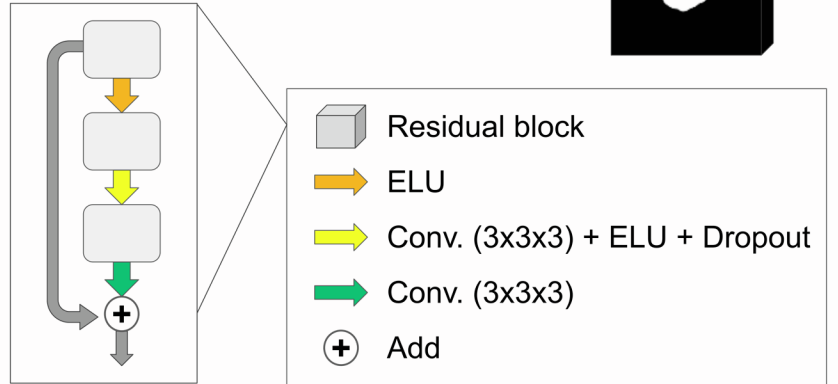 Residual block
ELU
Conv. (3x3x3) + ELU + Dropout
Conv. (3x3x3)
Add